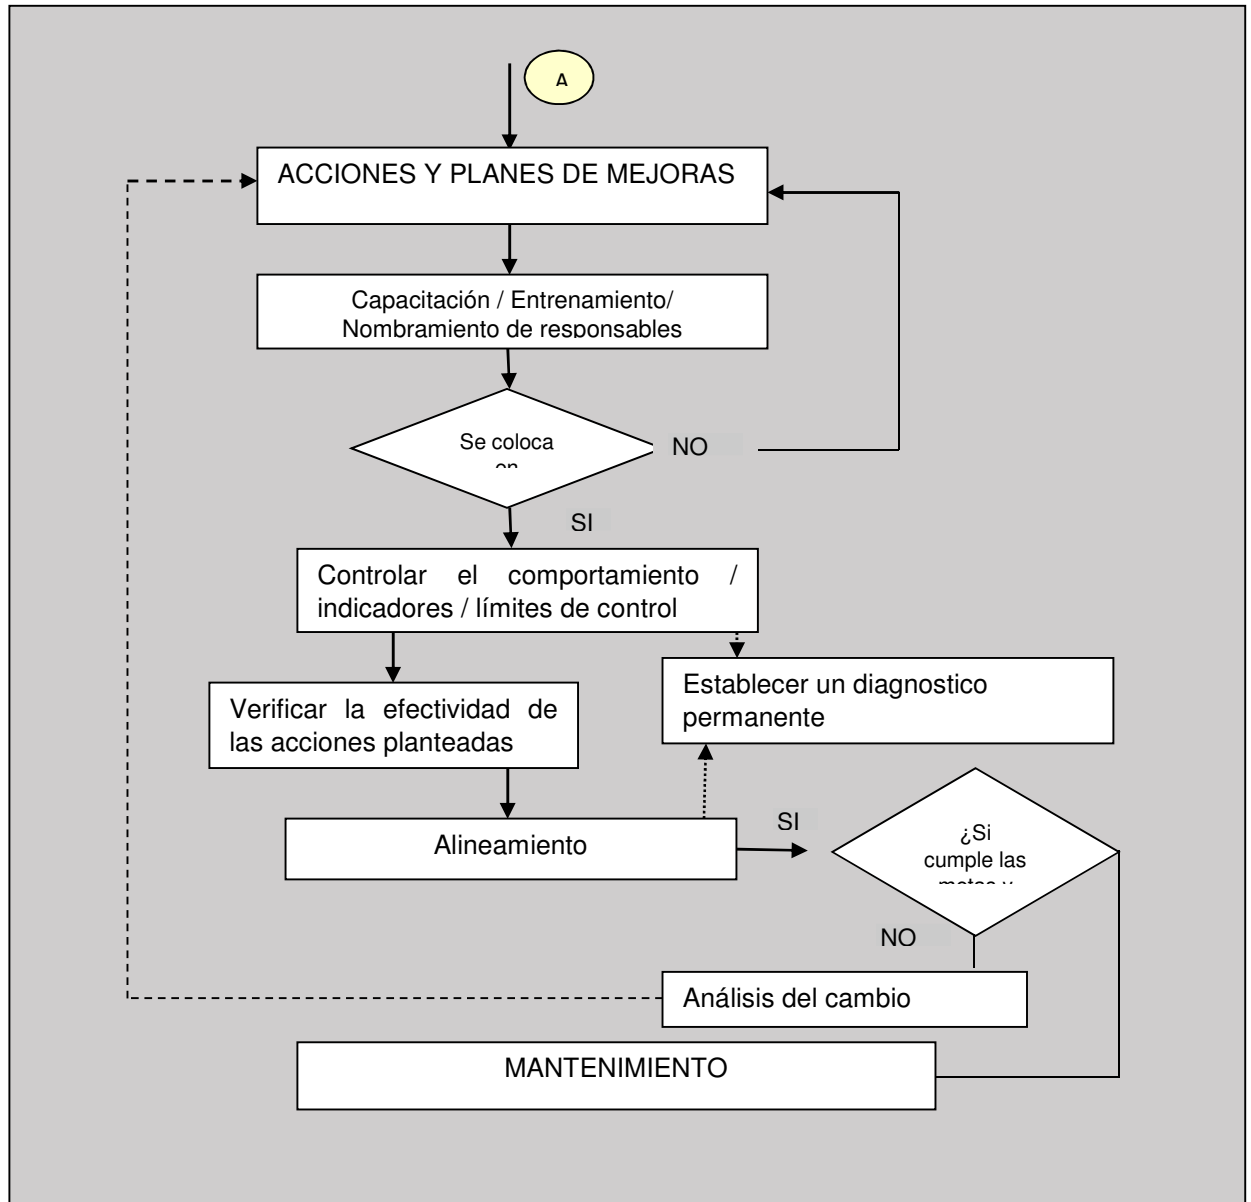 A
ACCIONES Y PLANES DE MEJORAS
Capacitación / Entrenamiento/
Nombramiento de responsables
Se coloca
en
NO
SI
Controlar el comportamiento /
indicadores / límites de control
Establecer un diagnostico
permanente
Verificar la efectividad de
las acciones planteadas
Alineamiento
SI
¿Si
cumple las
metas y
NO
Análisis del cambio
MANTENIMIENTO